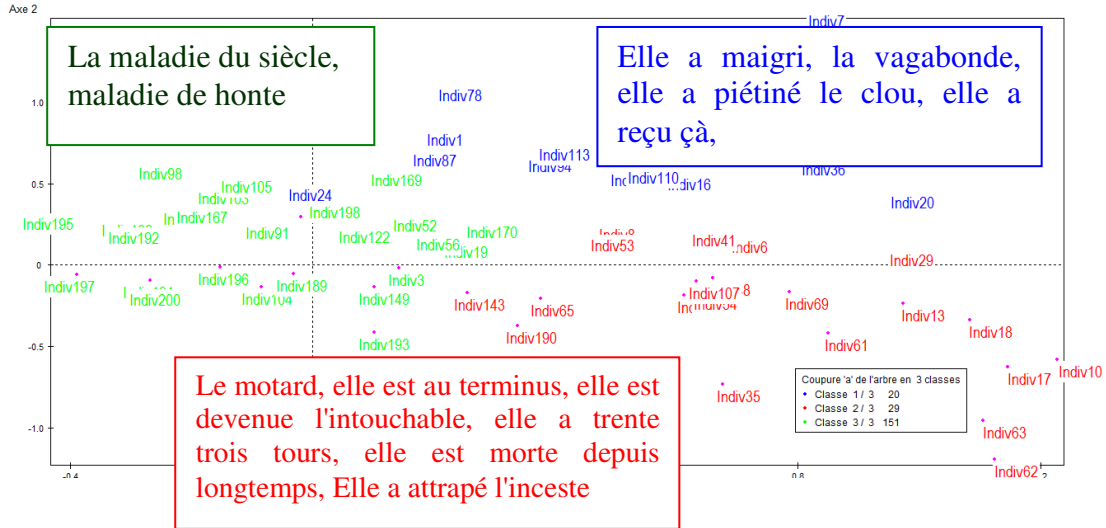 Axe 2
Indiv7
La maladie du siècle,
maladie de honte
Elle a maigri, la vagabonde,
elle a piétiné le clou, elle a
reçu çà,
1.0
Indiv78
Indiv1
Indiv87
Indiv113
Indiv94
Indiv110
Indiv16
Indiv36
Indiv98
Indiv105
Indiv103
Indiv169
0.5
Indiv24
Indiv20
Indiv195
Indiv167
Indiv198
Indiv192
Indiv91
Indiv122
Indiv52
Indiv56
Indiv170
Indiv19
Indiv53
Indiv41
Indiv6
Indiv29
0
Indiv197
Indiv200
Indiv196
Indiv104
Indiv189
Indiv3
Indiv149
Indiv143
Indiv65
Indiv107
Indiv69
Indiv13
Indiv18
Indiv193
Indiv190
Indiv61
-0.5
Indiv35
Indiv17
Indiv10
Le motard, elle est au terminus, elle est
devenue l'intouchable, elle a trente
trois tours, elle est morte depuis
longtemps, Elle a attrapé l'inceste
Coupure 'a' de l'arbre en 3 classes
Classe 1 / 3 20
Classe 2 / 3 29
Classe 3 / 3 151
-1.0
Indiv63
Indiv62
-0.4
0.8